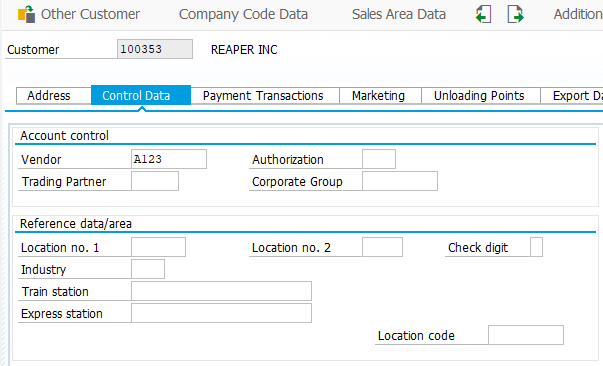 Other Customer Company Code Data Sales Area Data Addition
Customer 100353 REAPER INC
Address Control Data Payment Transactions Marketing Unloading Points Export Da
Account control
Vendor A123 Authorization
Trading Partner Corporate Group
Reference data/area
Location no. 1 Location no. 2 Check digit
Industry
Train station
Express station
Location code